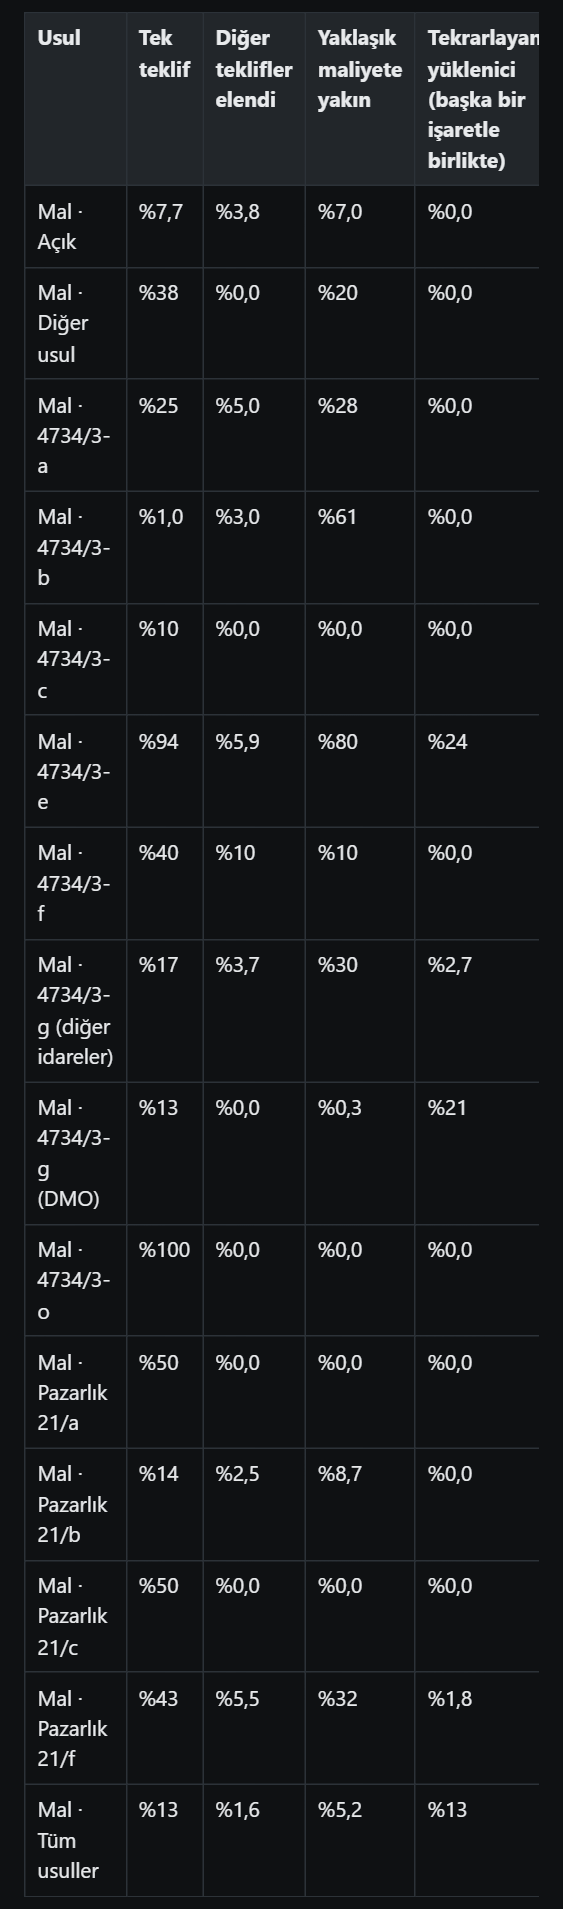 Usul
Tek
teklif
Diğer
teklifler
elendi
Yaklaşık
maliyete
yakın
Tekrarlayan
yüklenici
(başka bir
işaretle
birlikte)
Mal ·
Açık
%7,7
%3,8
%7,0
%0,0
Mal ·
Diğer
usul
%38
%0,0
%20
%0,0
Mal ·
4734/3-
a
%25
%5,0
%28
%0,0
Mal ·
4734/3-
b
%1,0
%3,0
%61
%0,0
Mal ·
4734/3-
c
%10
%0,0
%0,0
%0,0
Mal ·
4734/3-
e
%94
%5,9
%80
%24
Mal ·
4734/3-
f
%40
%10
%10
%0,0
Mal ·
4734/3-
g (diğer
idareler)
%17
%3,7
%30
%2,7
Mal ·
4734/3-
g
(DMO)
%13
%0,0
%0,3
%21
Mal ·
4734/3-
o
%100
%0,0
%0,0
%0,0
Mal ·
Pazarlık
21/a
%50
%0,0
%0,0
%0,0
Mal ·
Pazarlık
21/b
%14
%2,5
%8,7
%0,0
Mal ·
Pazarlık
21/c
%50
%0,0
%0,0
%0,0
Mal ·
Pazarlık
21/f
%43
%5,5
%32
%1,8
Mal ·
Tüm
usuller
%13
%1,6
%5,2
%13